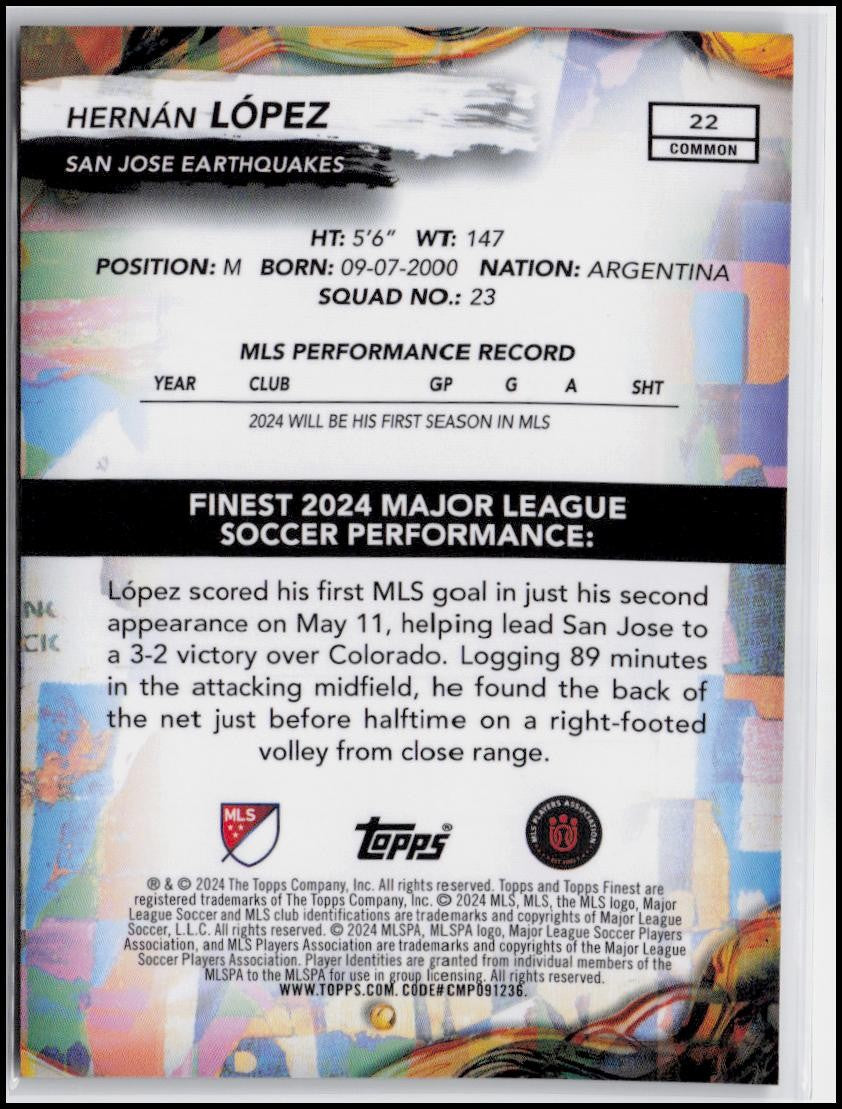 HERNÁN LÓPEZ
SAN JOSE EARTHQUAKES
22
COMMON
HT: 5'6" WT: 147
POSITION: M BORN: 09-07-2000 NATION: ARGENTINA
SQUAD NO.: 23
MLS PERFORMANCE RECORD
YEAR CLUB GP G A SHT
2024 WILL BE HIS FIRST SEASON IN MLS
FINEST 2024 MAJOR LEAGUE
SOCCER PERFORMANCE:
López scored his first MLS goal in just his second
appearance on May 11, helping lead San Jose to
a 3-2 victory over Colorado. Logging 89 minutes
in the attacking midfield, he found the back of
the net just before halftime on a right-footed
volley from close range.
MLS
topps®
MLS PLAYERS ASSOCIATION
® & © 2024 The Topps Company, Inc. All rights reserved. Topps and Topps Finest are
registered trademarks of The Topps Company, Inc. © 2024 MLS, MLS, the MLS logo, Major
League Soccer and MLS club identifications are trademarks and copyrights of Major League
Soccer, L.L.C. All rights reserved. © 2024 MLSPA, MLSPA logo, Major League Soccer Players
Association, and MLS Players Association are trademarks and copyrights of the Major League
Soccer Players Association. Player Identities are granted from individual members of the
MLSPA to the MLSPA for use in group licensing. All rights reserved.
WWW.TOPPS.COM. CODE#CMP091236.